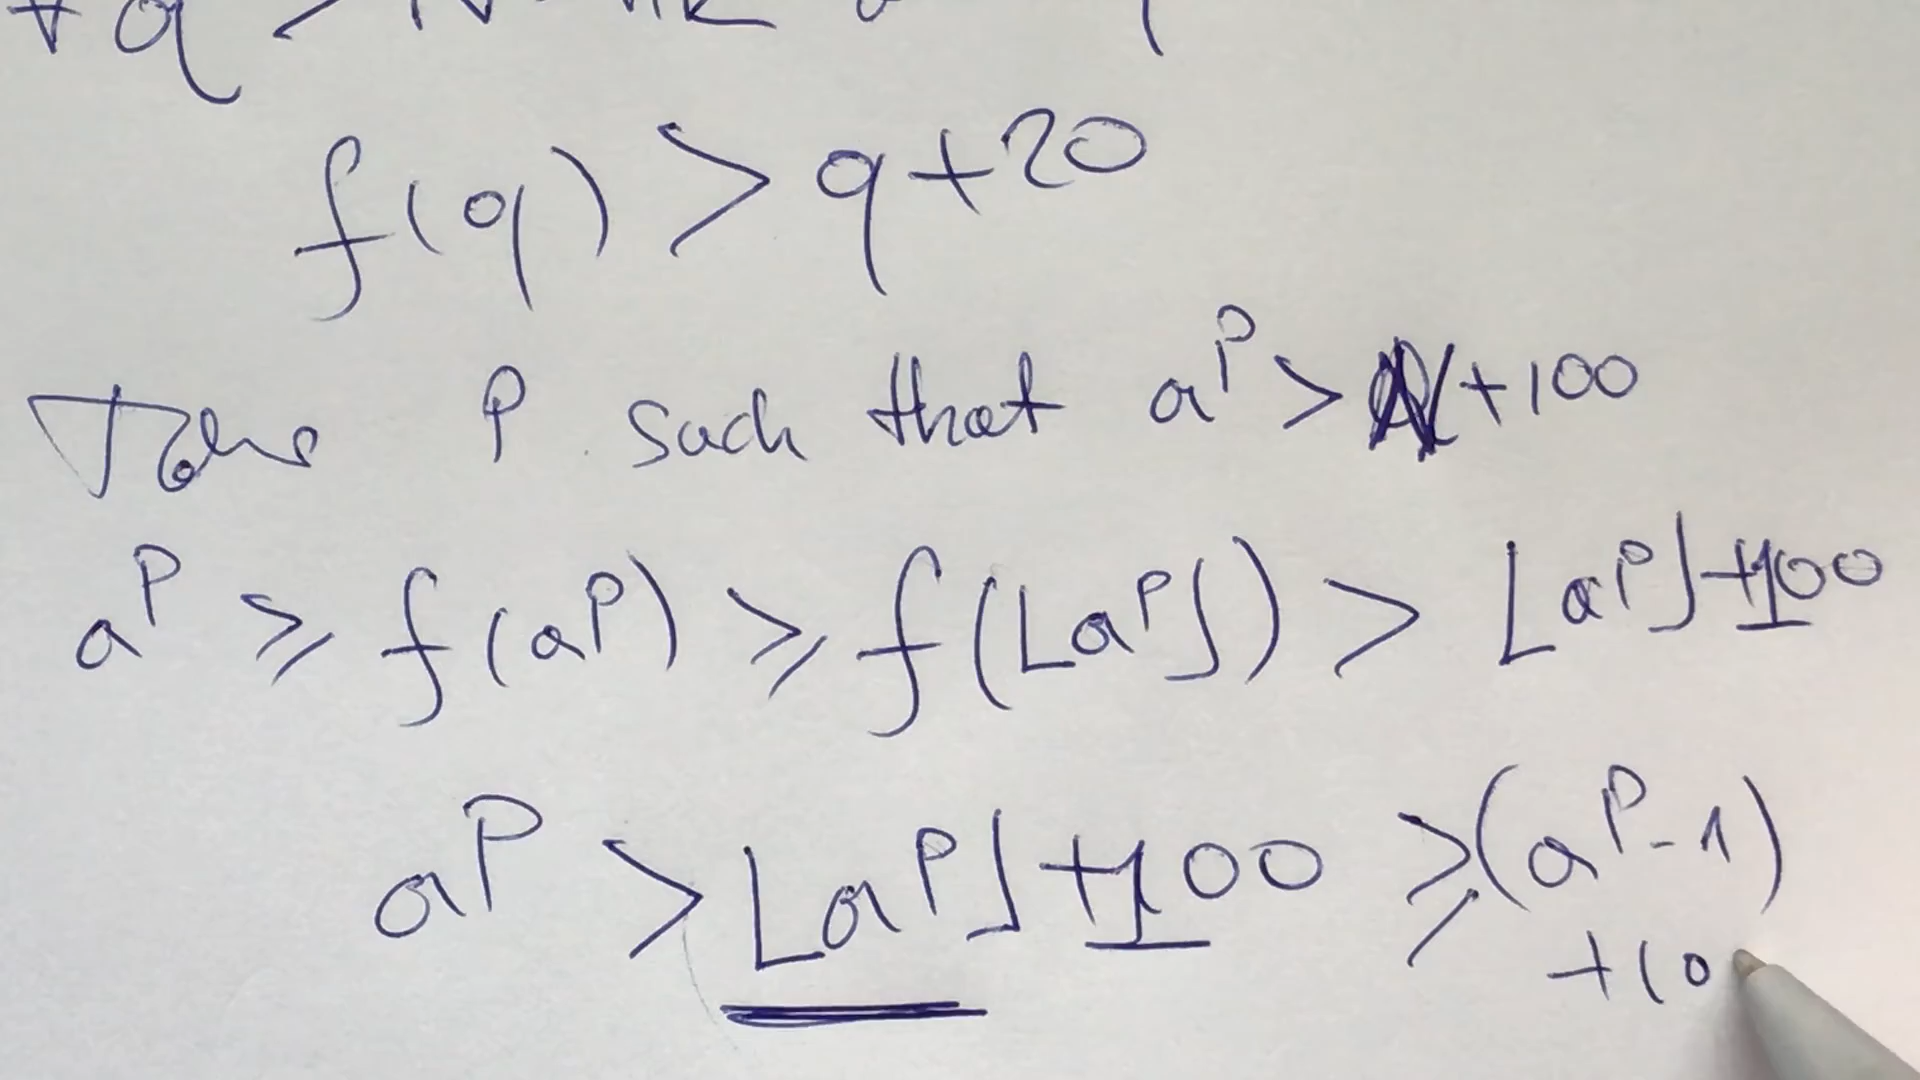 ∀ q >
f(q) > q+20
Take P such that a^P > N+100
a^P ⩾ f(a^P) ⩾ f(⌊a^P⌋) > ⌊a^P⌋+100
a^P > ⌊a^P⌋+100 ⩾ (a^P-1)
+10